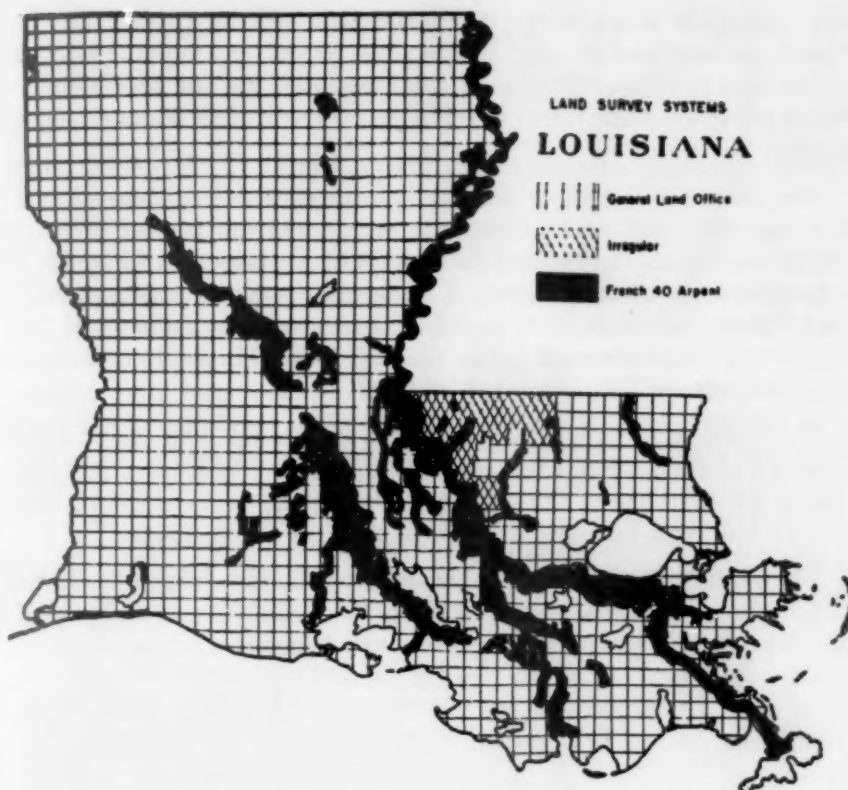 LAND SURVEY SYSTEMS
LOUISIANA
General Land Office
Irregular
French 40 Arpent